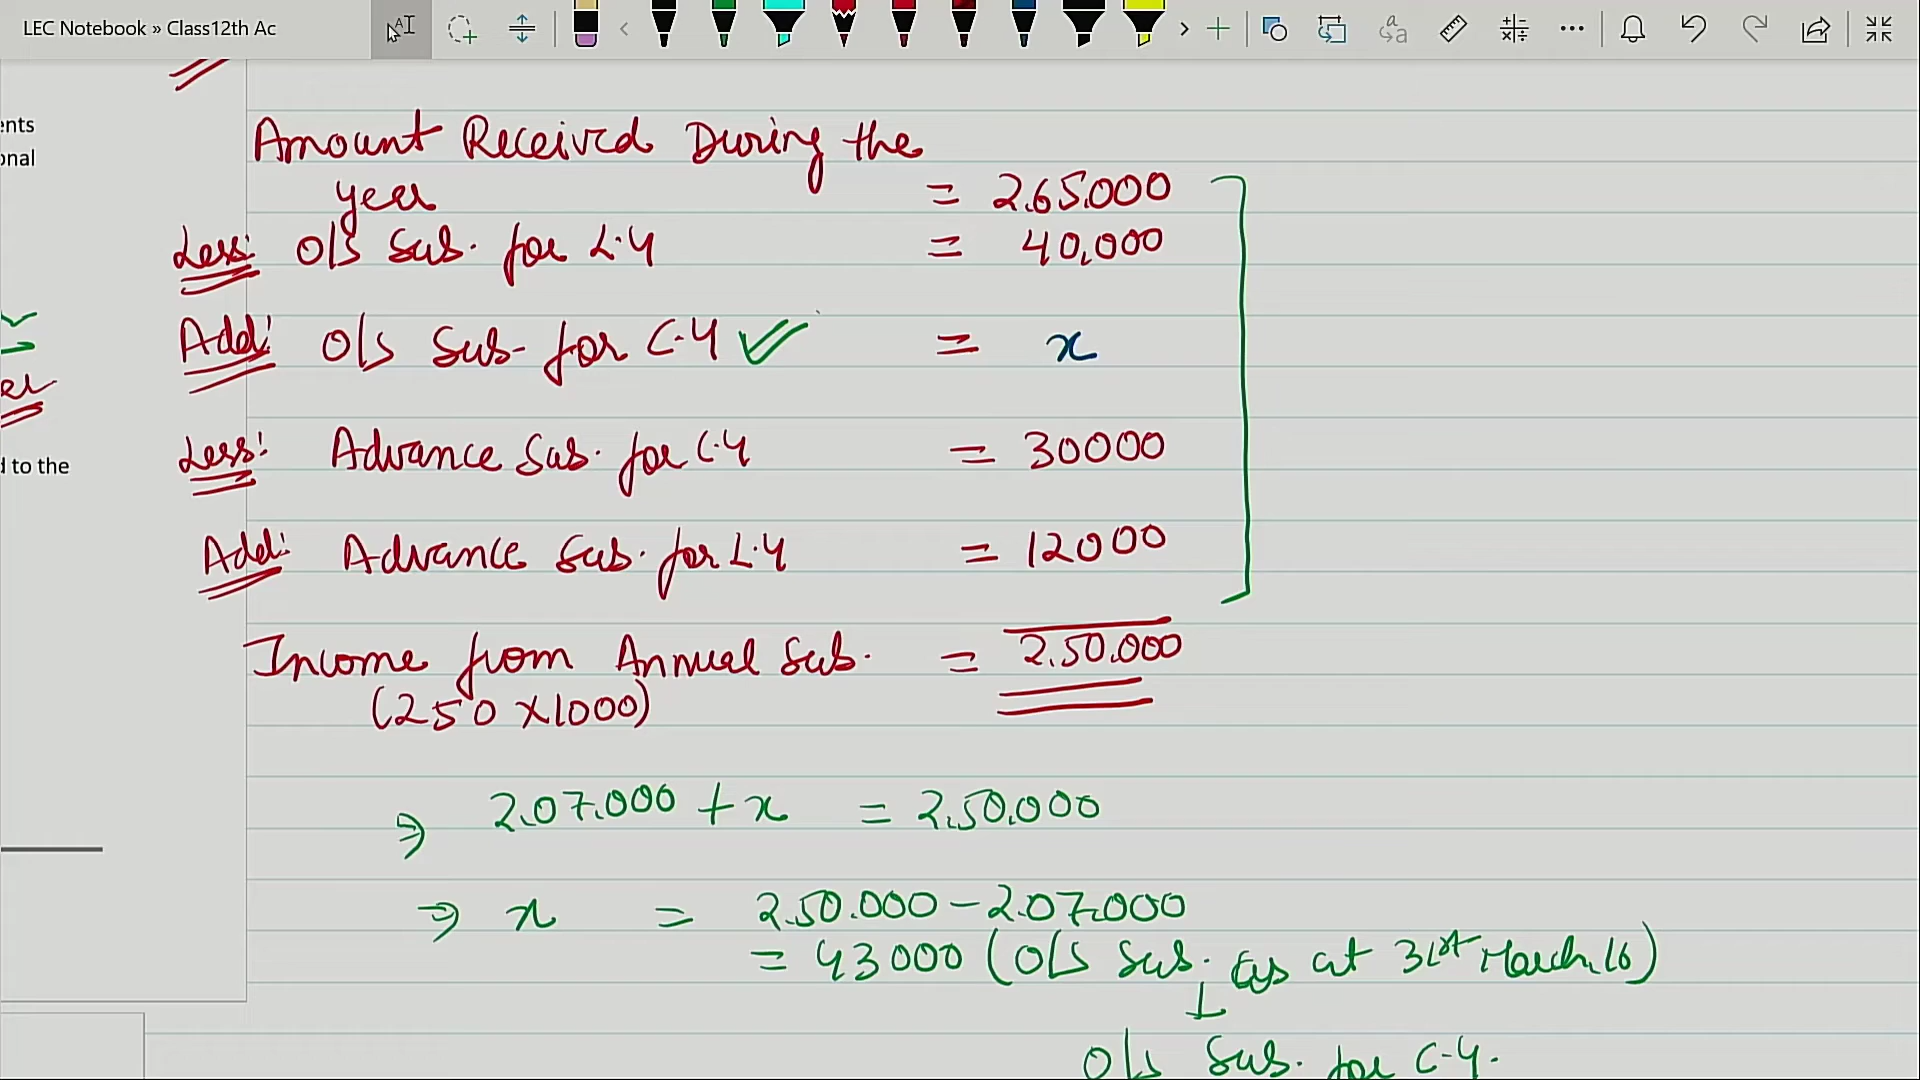 LEC Notebook » Class12th Ac
ents
onal
d to the
Amount Received During the
year = 2,65,000
Less: O/s Sub. for L.Y = 40,000
Add: O/s Sub- for C.Y = x
Less: Advance Sub. for C.Y = 30000
Add: Advance Sub. for L.Y = 12000
Income from Annual Sub. = 2,50,000
(250 x1000)
⇒ 2,07,000 + x = 2,50,000
⇒ x = 2,50,000 - 2,07,000
= 43000 (O/s Sub. as at 31st March, 16)
O/s Sub. for C-Y.